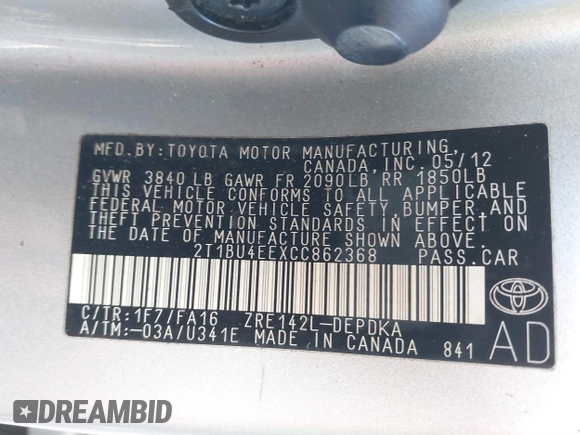 MFD. BY: TOYOTA MOTOR MANUFACTURING,
CANADA, INC. 05/12
GVWR 3840 LB GAWR FR 2090LB RR 1850LB
THIS VEHICLE CONFORMS TO ALL APPLICABLE
FEDERAL MOTOR VEHICLE SAFETY, BUMPER, AND
THEFT PREVENTION STANDARDS IN EFFECT ON
THE DATE OF MANUFACTURE SHOWN ABOVE.
2T1BU4EEXCC862368 PASS. CAR
C/TR: 1F7/FA16 ZRE142L-DEPDKA
A/TM: -03A/U341E MADE IN CANADA 841
AD
DREAMBID